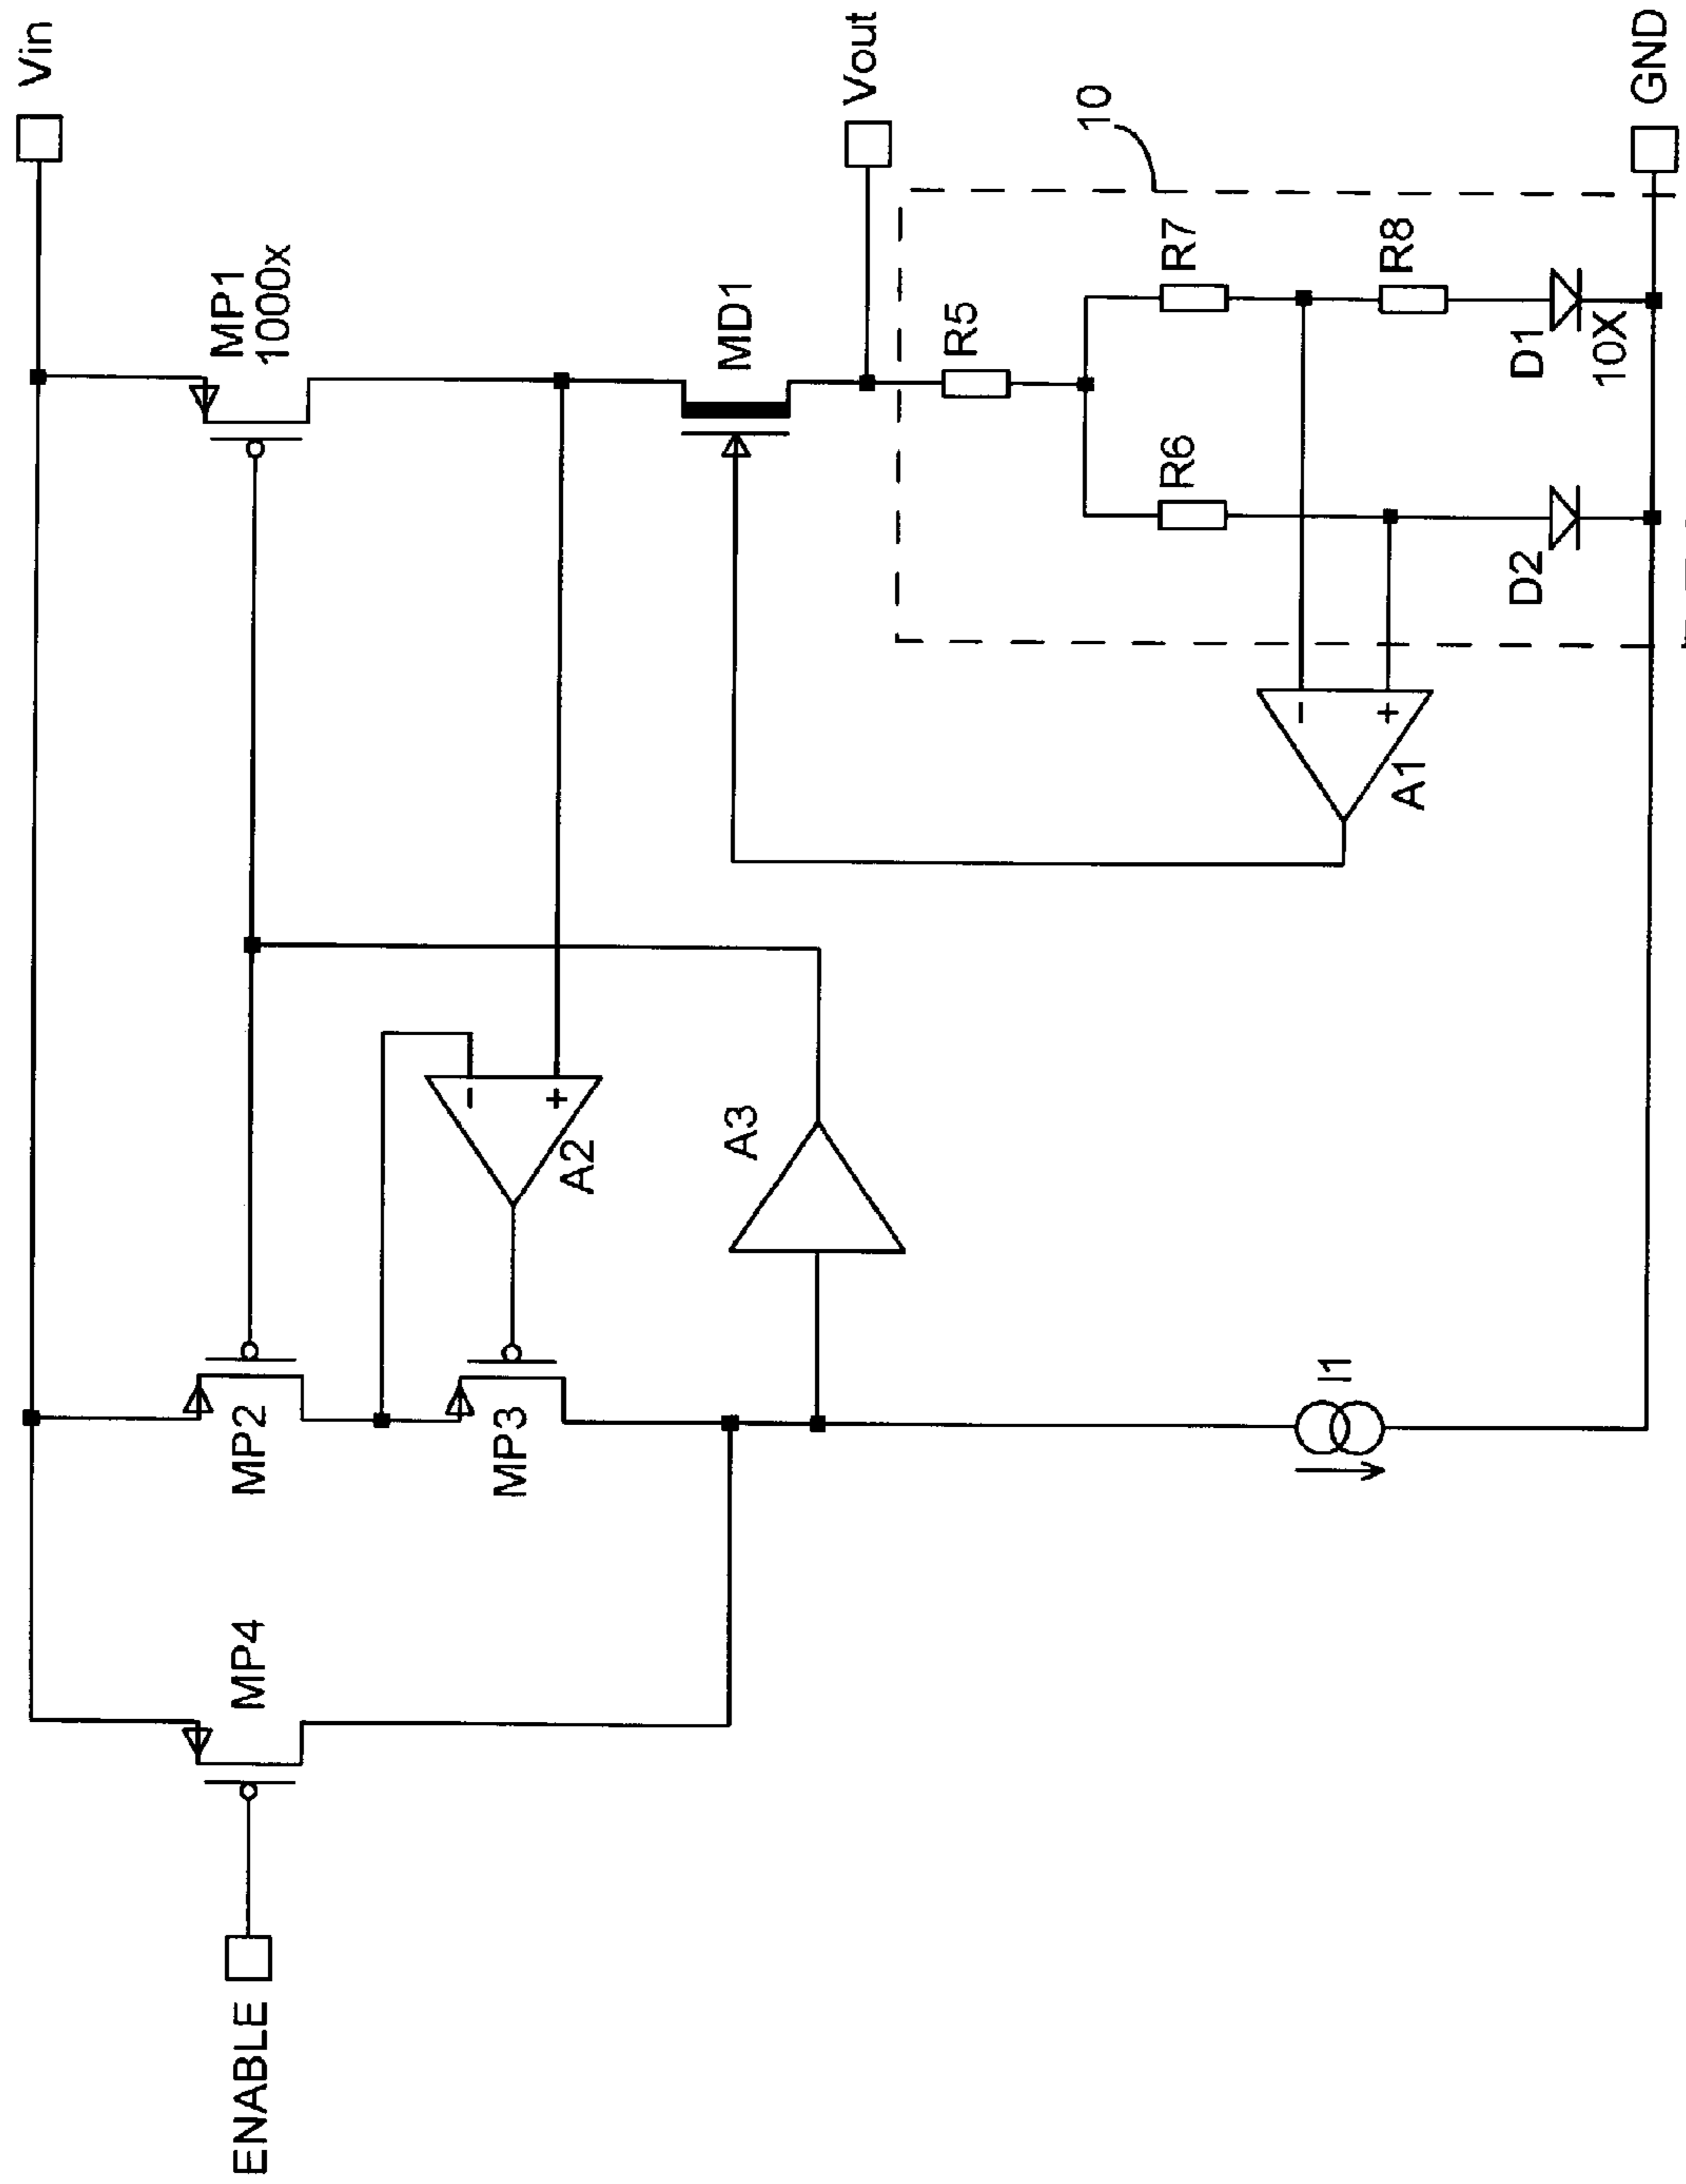 Vin
MP1
1000x
MD1
Vout
10
R5
R7
R6
R8
D1
10X
D2
GND
-
+
A1
-
+
A2
A3
MP2
MP3
MP4
I1
ENABLE